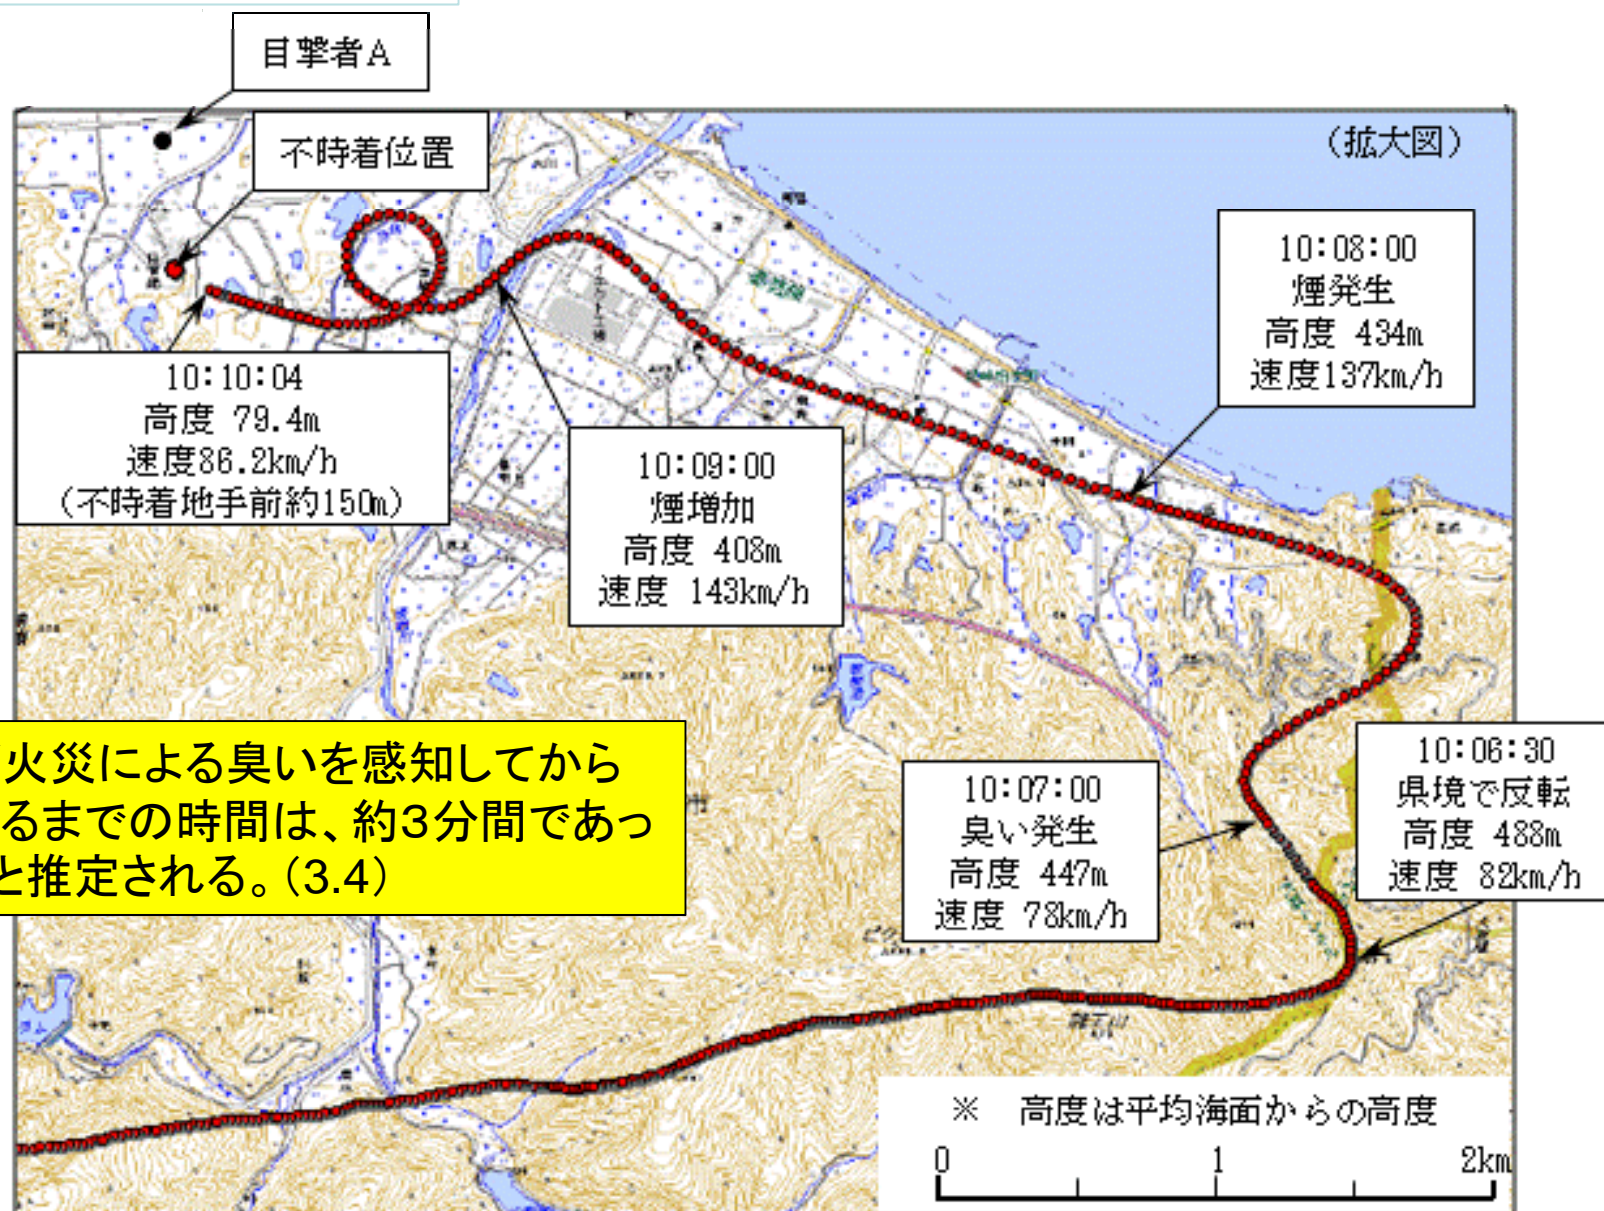 目撃者A
不時着位置
（拡大図）
10:08:00
煙発生
高度 434m
速度137km/h
10:10:04
高度 79.4m
速度86.2km/h
（不時着地手前約150m）
10:09:00
煙増加
高度 408m
速度 143km/h
火災による臭いを感知してから
るまでの時間は、約3分間であっ
と推定される。（3.4）
10:07:00
臭い発生
高度 447m
速度 78km/h
10:06:30
県境で反転
高度 488m
速度 82km/h
※ 高度は平均海面からの高度
0 1 2km